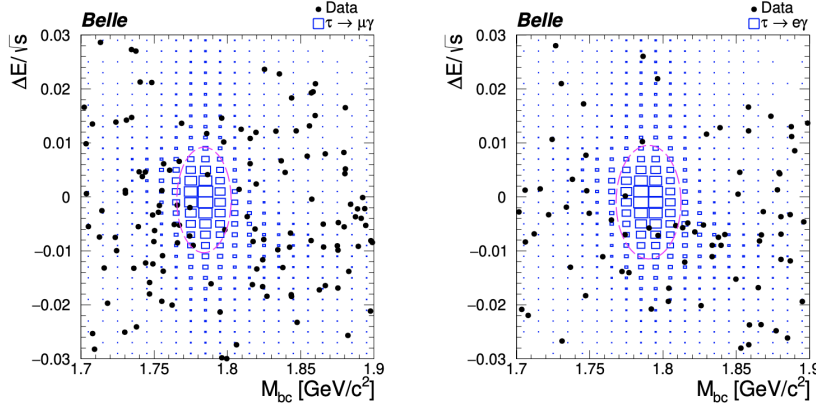 Belle
Data
τ → μγ
ΔE/√s
0.03
0.02
0.01
0
−0.01
−0.02
−0.03
1.7
1.75
1.8
1.85
1.9
M_bc [GeV/c²]
Belle
Data
τ → eγ
ΔE/√s
0.03
0.02
0.01
0
−0.01
−0.02
−0.03
1.7
1.75
1.8
1.85
1.9
M_bc [GeV/c²]